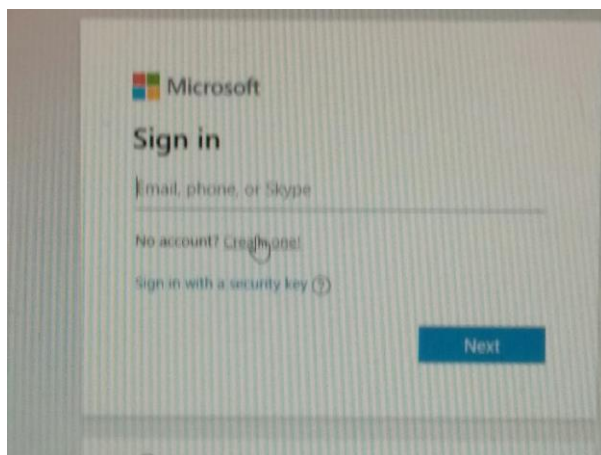 Microsoft
Sign in
Email, phone, or Skype
No account? Create one!
Sign in with a security key
Next